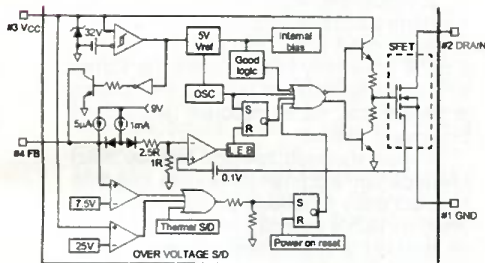 #3 VCC
32V
5V
Vref
Internal
bias
Good
logic
SFET
#2 DRAIN
OSC
S
R
9V
5μA
1mA
#4 FB
2.5R
1R
L.E.B
0.1V
7.5V
Thermal S/D
S
R
Power on reset
25V
OVER VOLTAGE S/D
#1 GND